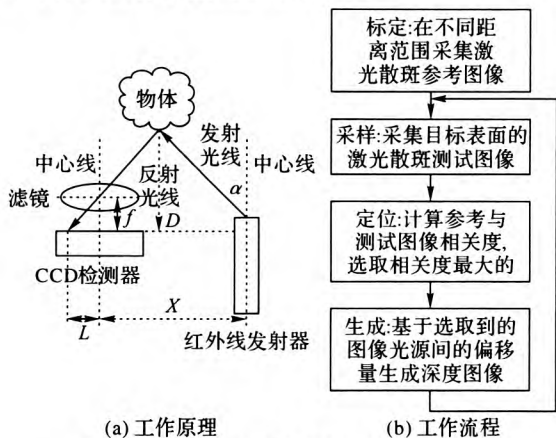 物体
发射
光线
中心线
中心线
反射
光线
滤镜
α
f
D
CCD检测器
X
L
红外线发射器
(a) 工作原理
标定:在不同距
离范围采集激
光散斑参考图像
采样:采集目标表面的
激光散斑测试图像
定位:计算参考与
测试图像相关度,
选取相关度最大的
生成:基于选取到的
图像光源间的偏移
量生成深度图像
(b) 工作流程